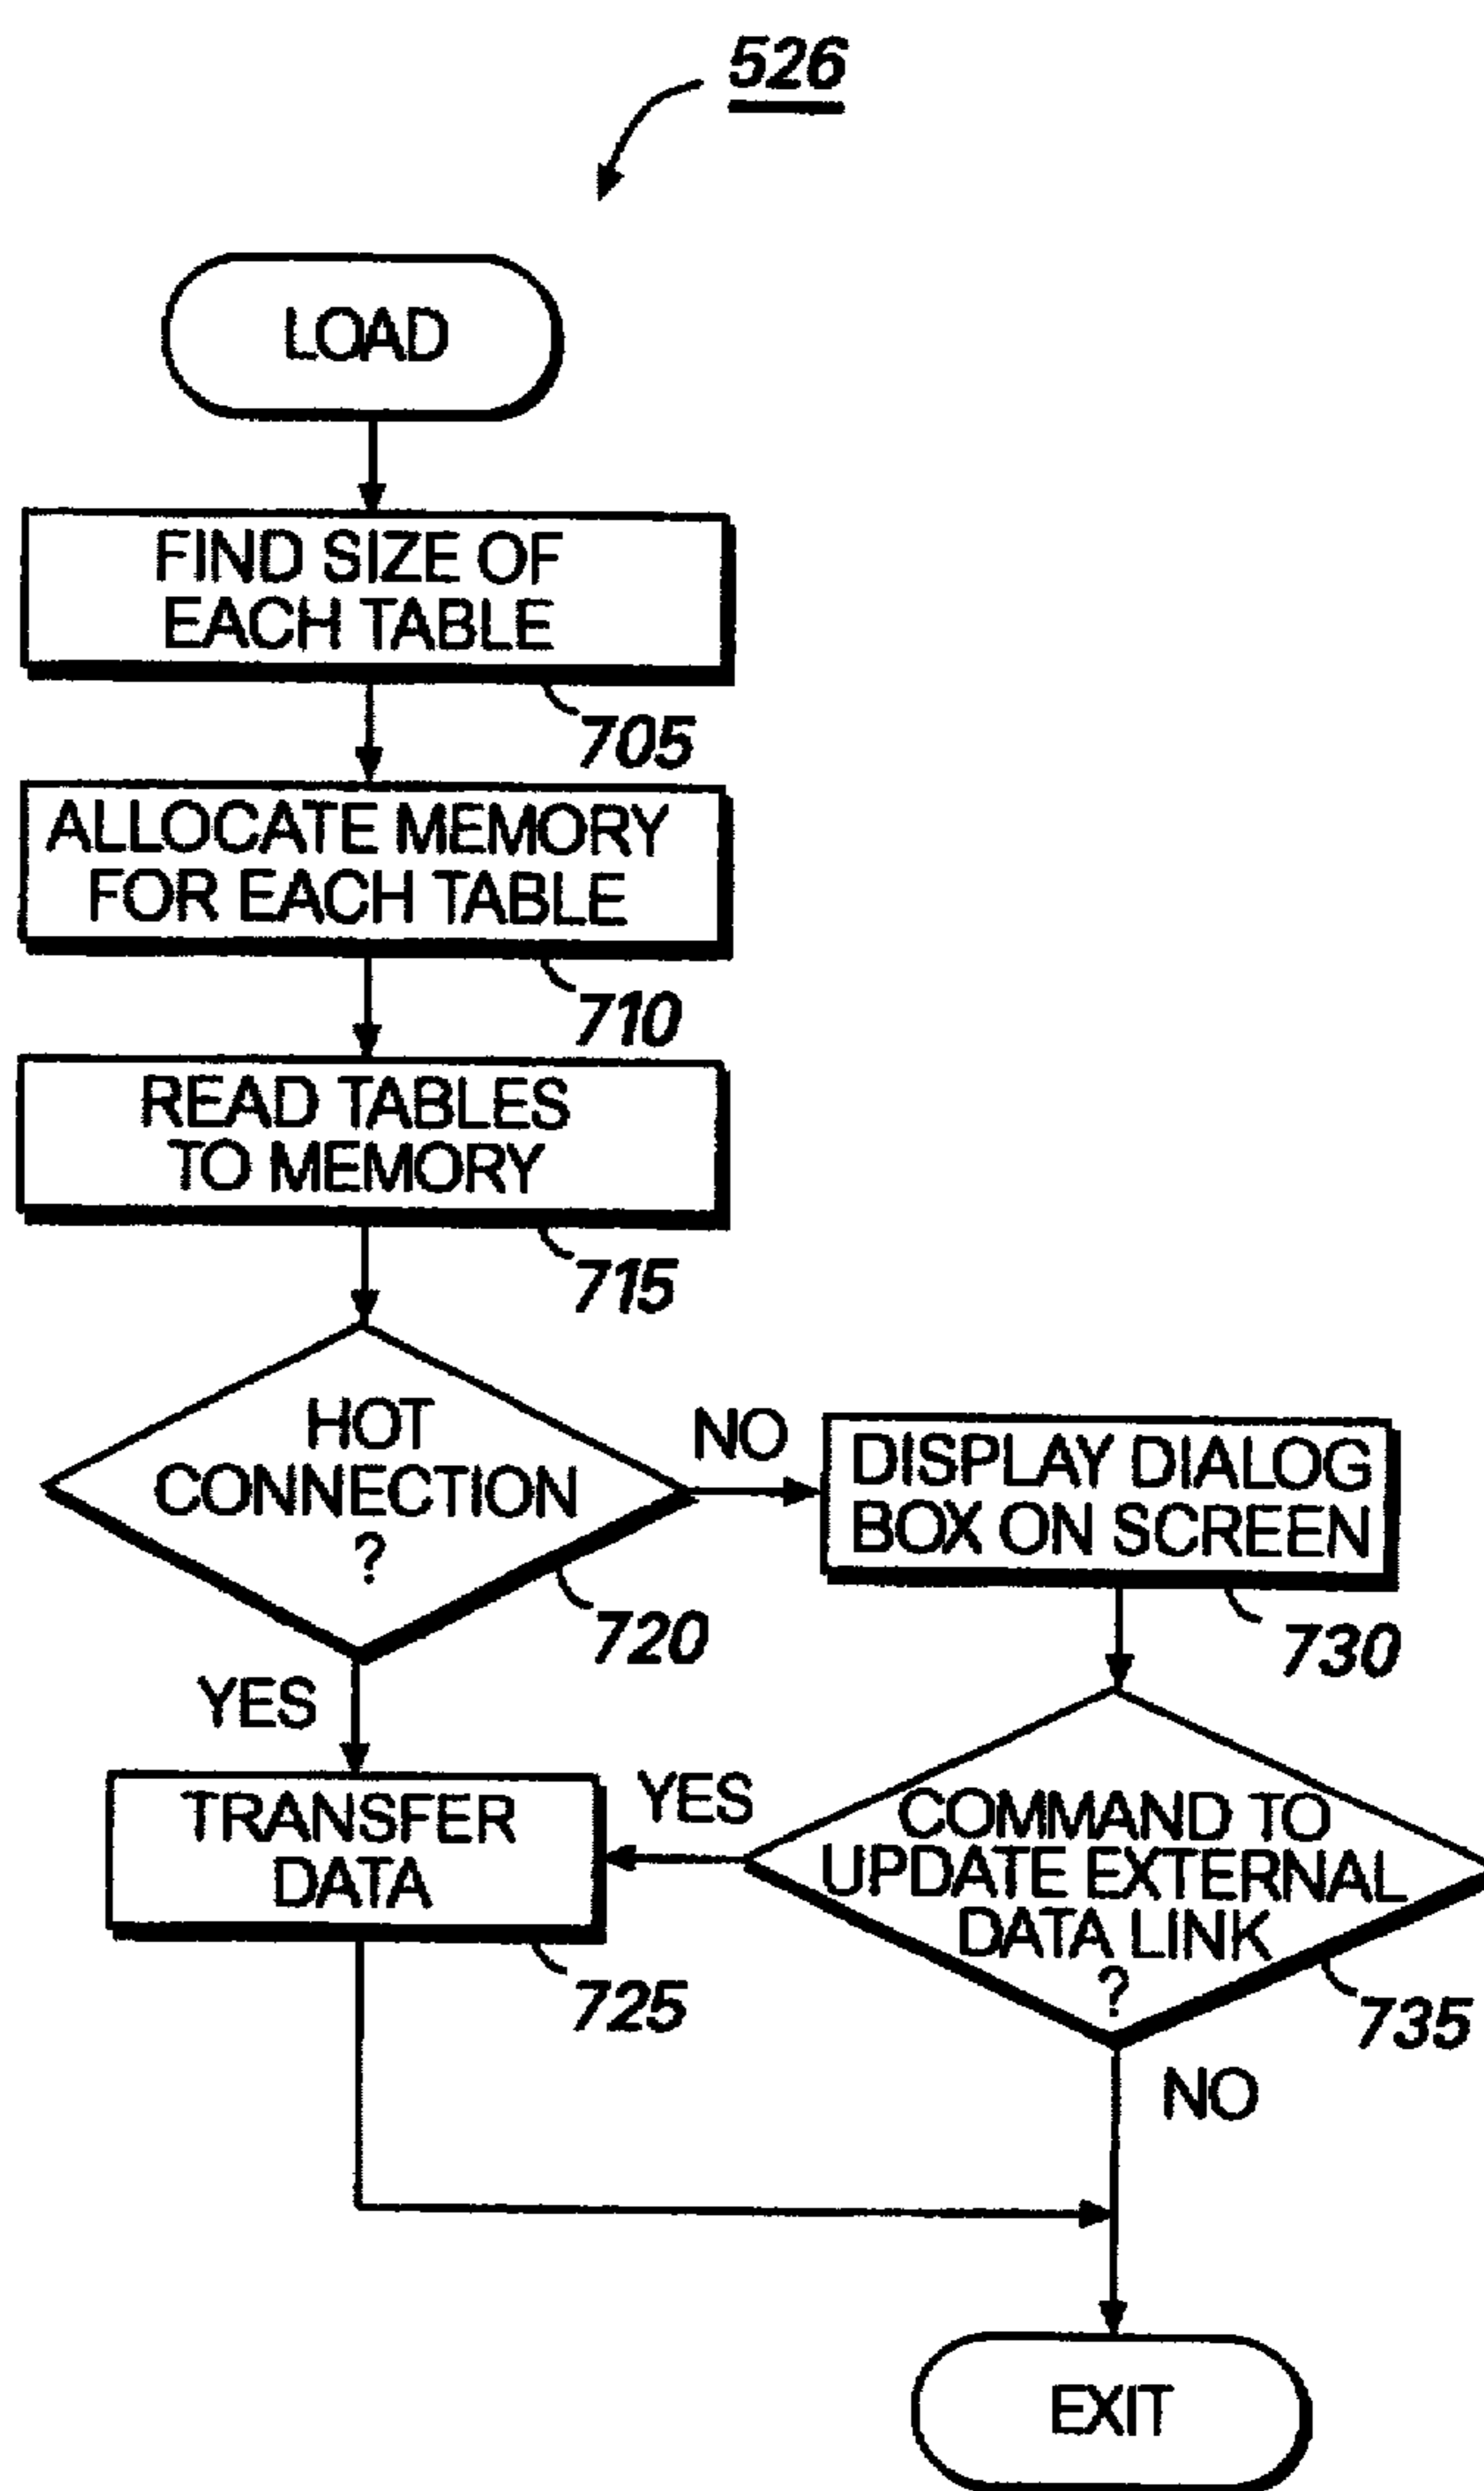 526
LOAD
FIND SIZE OF
EACH TABLE
705
ALLOCATE MEMORY
FOR EACH TABLE
710
READ TABLES
TO MEMORY
715
HOT
CONNECTION
?
720
NO
DISPLAY DIALOG
BOX ON SCREEN
730
YES
TRANSFER
DATA
725
YES
COMMAND TO
UPDATE EXTERNAL
DATA LINK
?
735
NO
EXIT